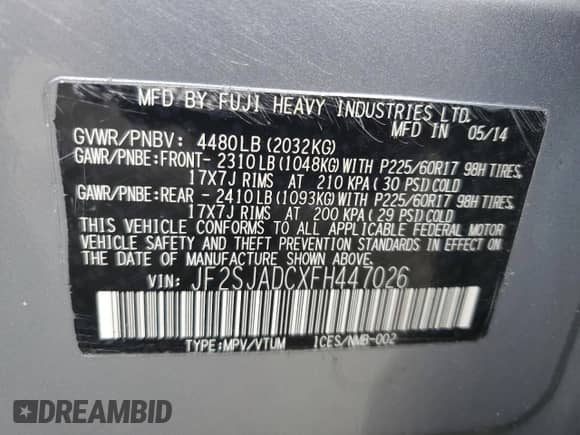 MFD BY FUJI HEAVY INDUSTRIES LTD.
MFD IN 05/14
GVWR/PNBV: 4480LB(2032KG)
GAWR/PNBE:FRONT- 2310LB(1048KG)WITH P225/60R17 98H TIRES,
17X7J RIMS AT 210 KPA( 30 PSI)COLD
GAWR/PNBE:REAR - 2410LB(1093KG)WITH P225/60R17 98H TIRES,
17X7J RIMS AT 200 KPA( 29 PSI)COLD
THIS VEHICLE CONFORMS TO ALL APPLICABLE FEDERAL MOTOR
VEHICLE SAFETY AND THEFT PREVENTION STANDARDS IN EFFECT ON
THE DATE OF MANUFACTURE SHOWN ABOVE.
VIN: JF2SJADCXFH447026
TYPE:MPV/VTUM ICES/NMB-002
DREAMBID